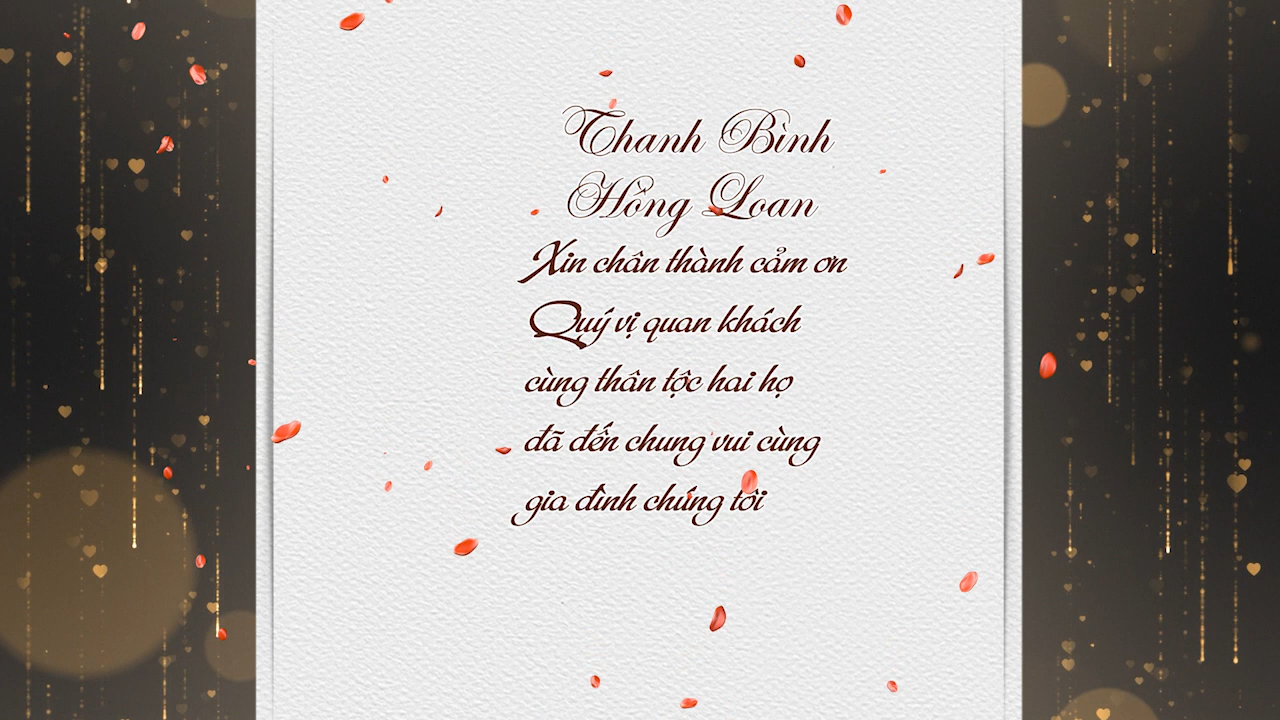 Thanh Bình
Hồng Loan
Xin chân thành cảm ơn
Quý vị quan khách
cùng thân tộc hai họ
đã đến chung vui cùng
gia đình chúng tôi